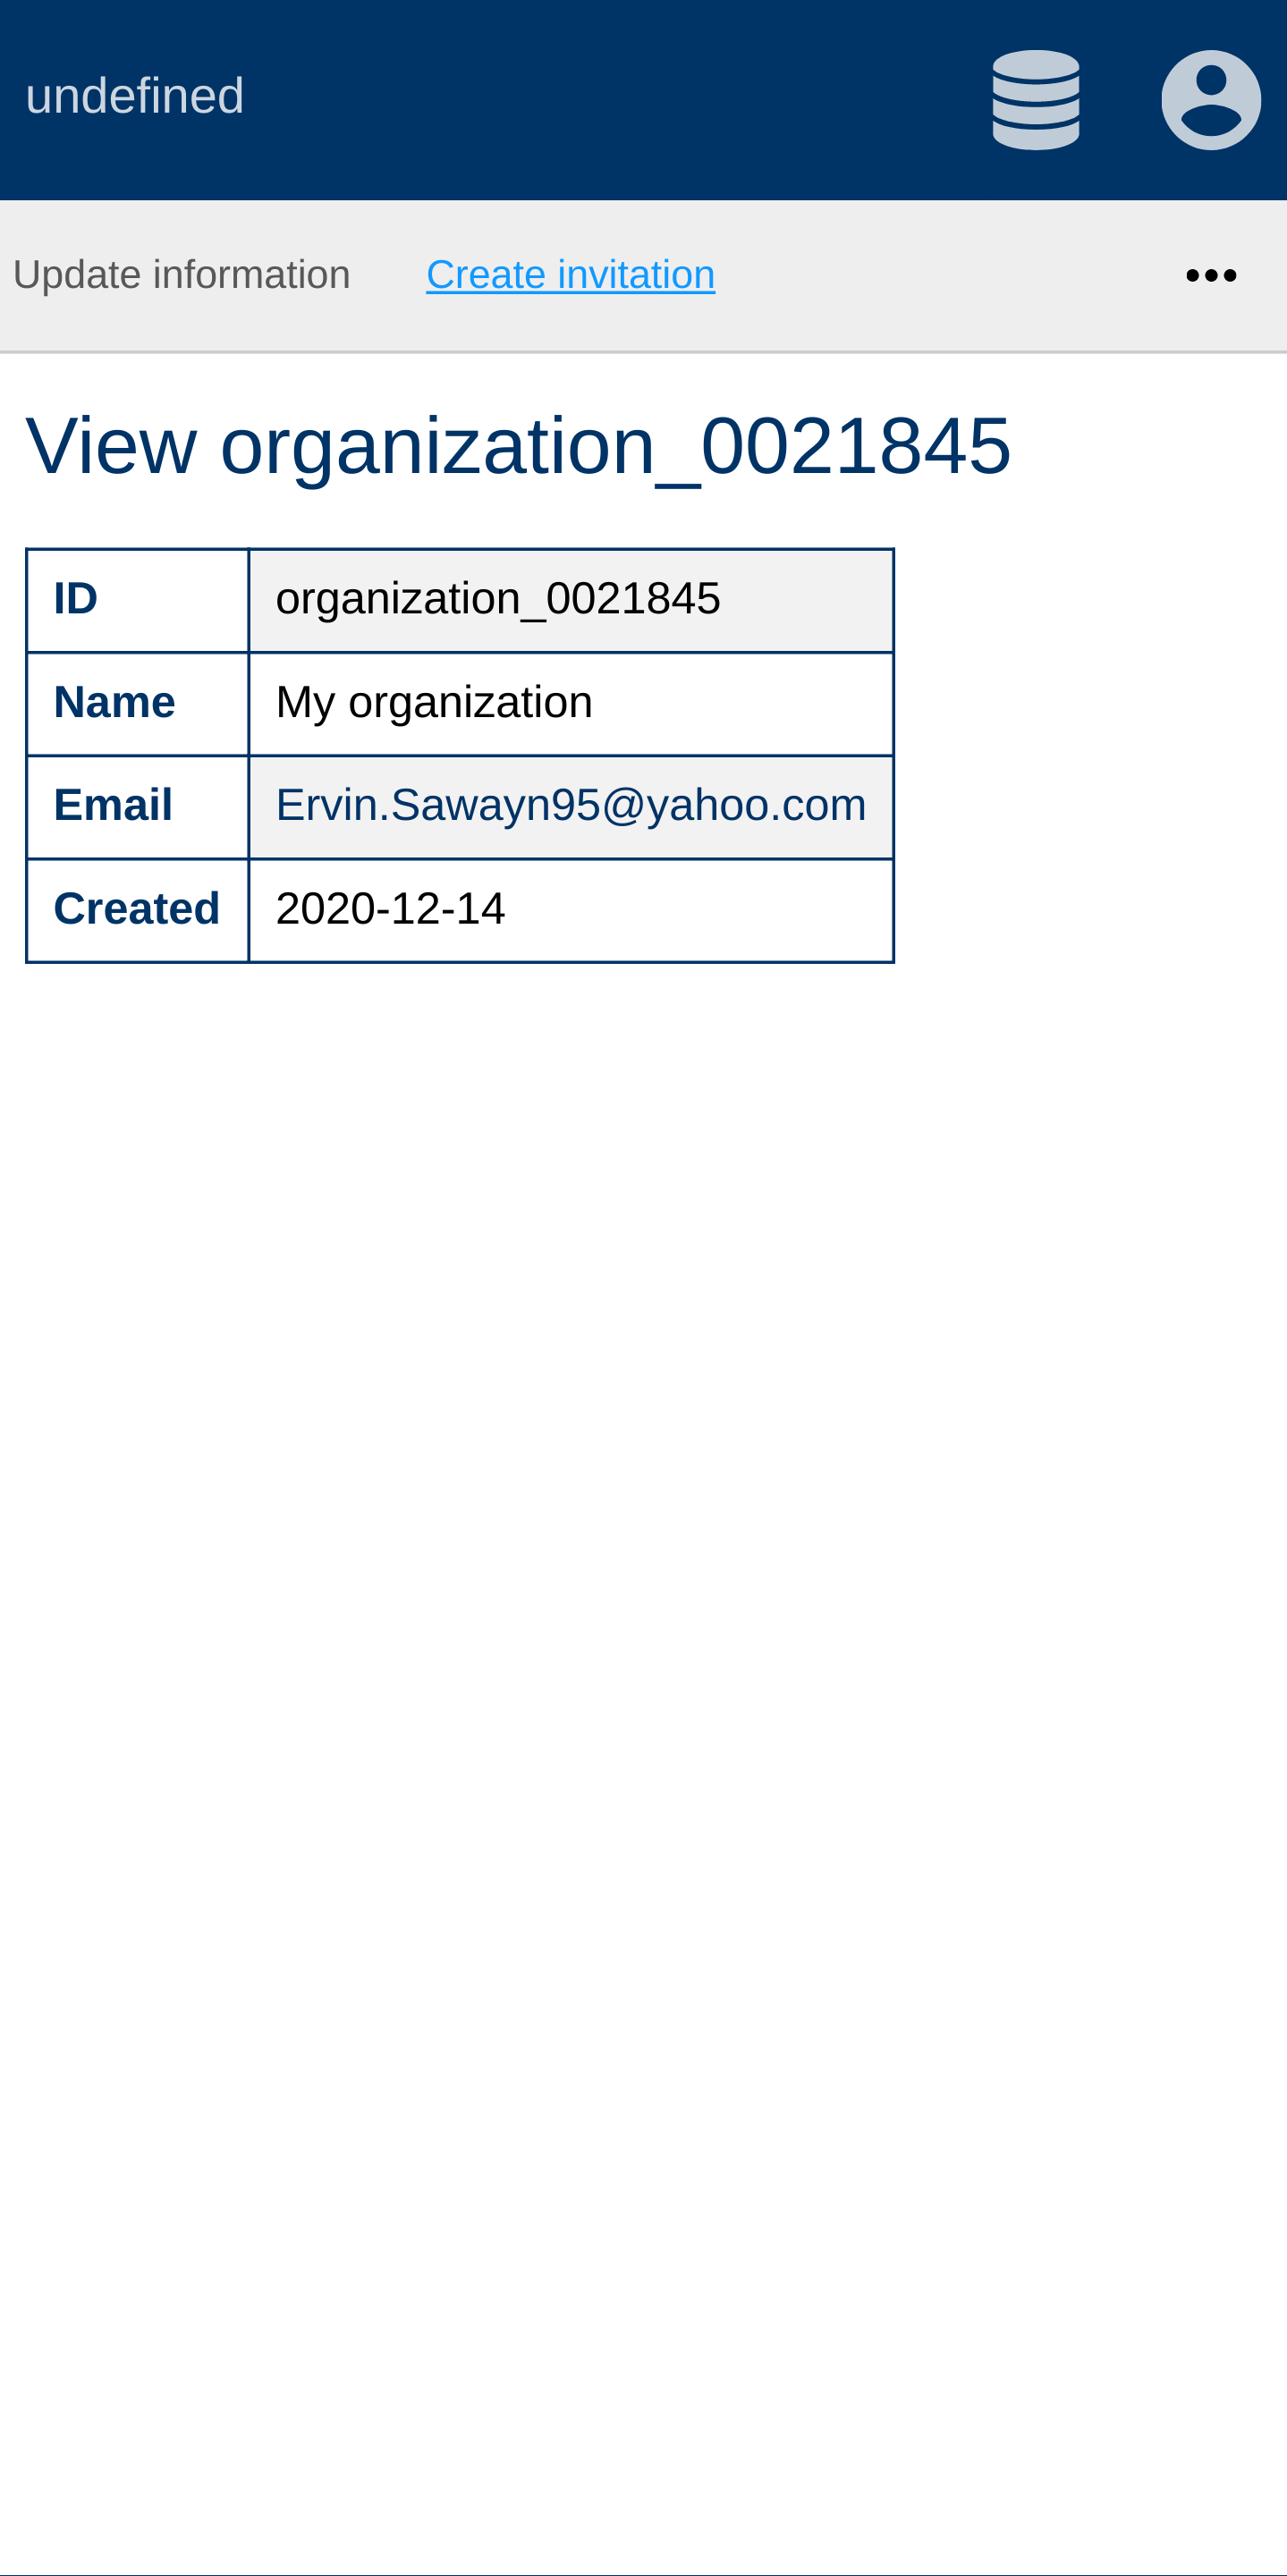 undefined
Update information Create invitation •••
View organization_0021845
ID organization_0021845
Name My organization
Email Ervin.Sawayn95@yahoo.com
Created 2020-12-14